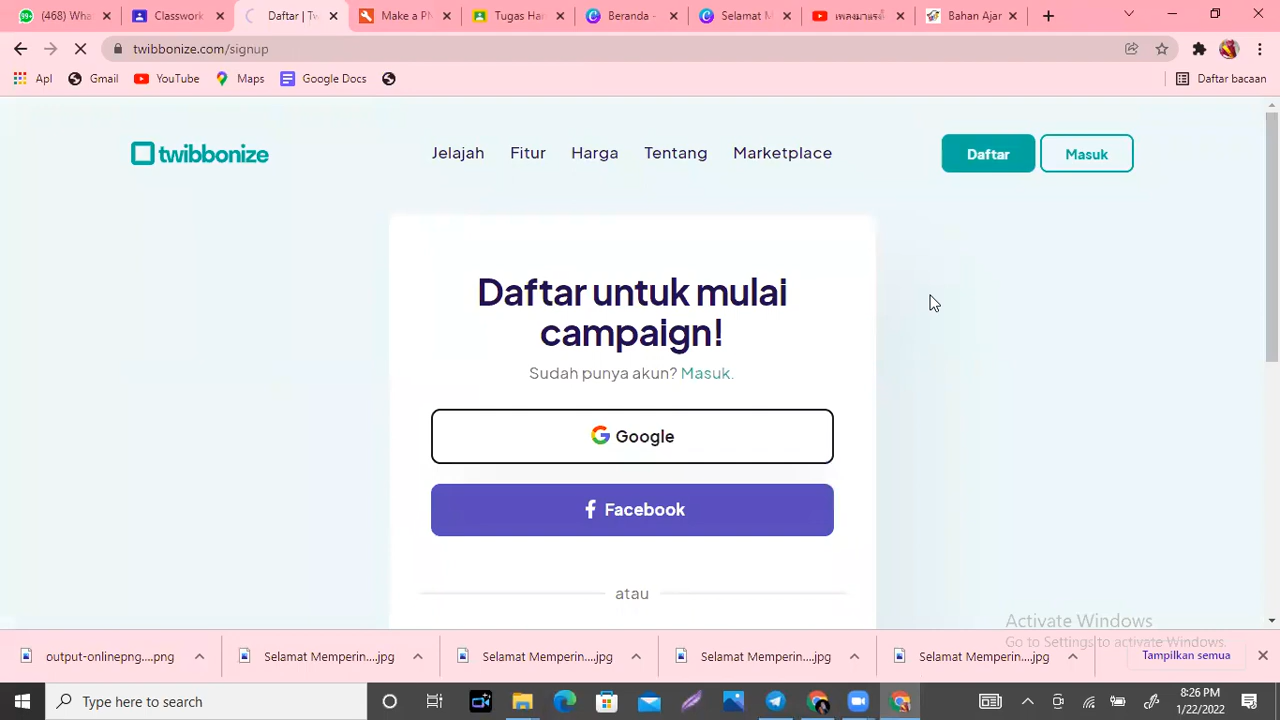 (468) Wha
Classwork
Daftar | Tw
Make a PN
Tugas Har
Beranda -
Selamat M
Bahan Ajar
twibbonize.com/signup
Apl
Gmail
YouTube
Maps
Google Docs
Daftar bacaan
twibbonize
Jelajah
Fitur
Harga
Tentang
Marketplace
Daftar
Masuk
Daftar untuk mulai
campaign!
Sudah punya akun? Masuk.
Google
Facebook
atau
Activate Windows
Go to Settings to activate Windows.
output-onlinepng....png
Selamat Memperin....jpg
Selamat Memperin....jpg
Selamat Memperin....jpg
Selamat Memperin....jpg
Tampilkan semua
Type here to search
8:26 PM
1/22/2022